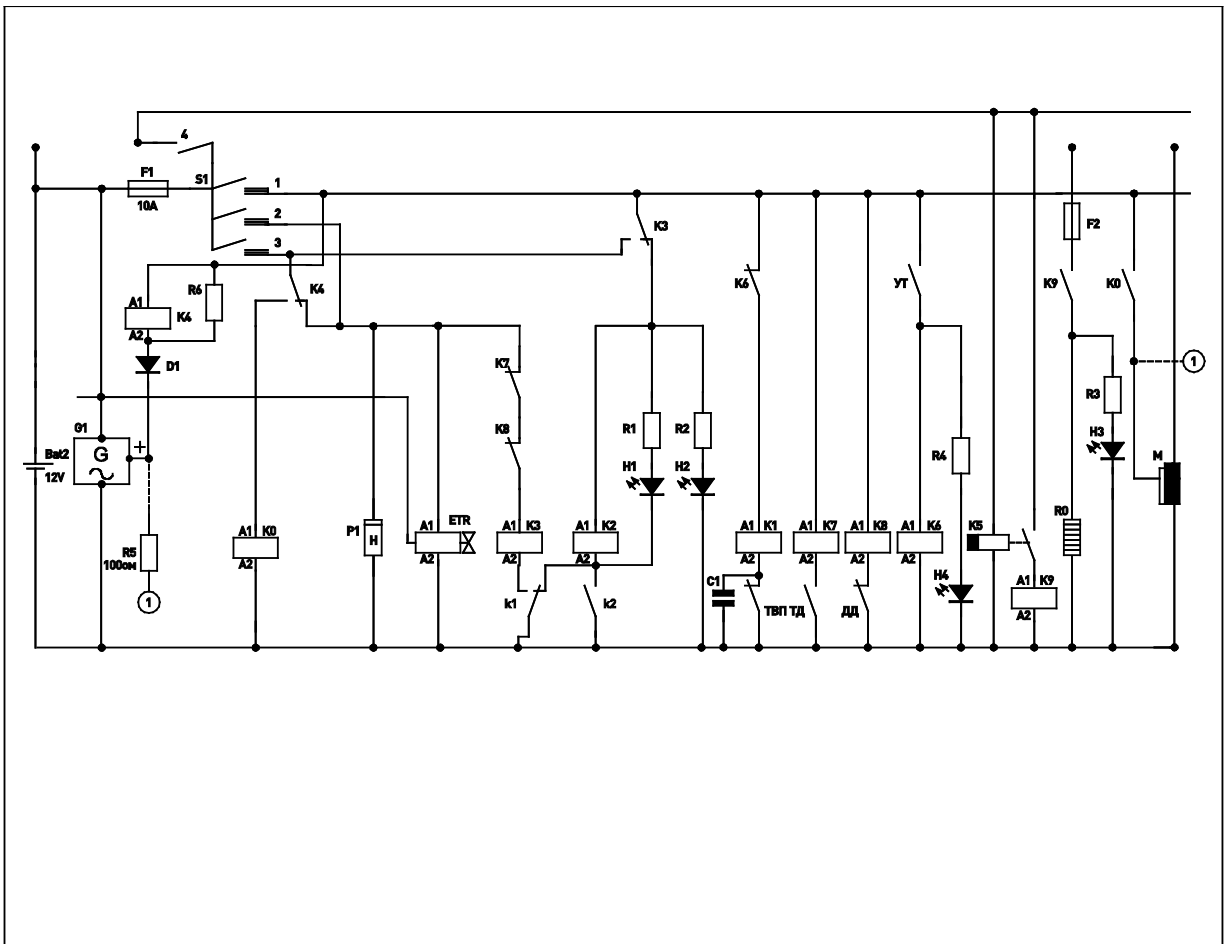 4
F1
S1
1
10A
2
F2
K3
3
R6
K4
K6
УТ
K9
K0
A1
K4
A2
1
D1
K7
R3
G1
K8
R1
R2
H3
+
G
Bat2
R4
M
12V
H1
H2
ETR
R0
P1
A1 K0
H
A1
A1 K3
A1 K2
A1 K1
A1 K7
A1 K8
A1 K6
K5
R5
100ом
A2
A2
A2
A2
A2
A2
A2
A2
H4
C1
A1 K9
1
k1
k2
ТВП ТД
ДД
A2